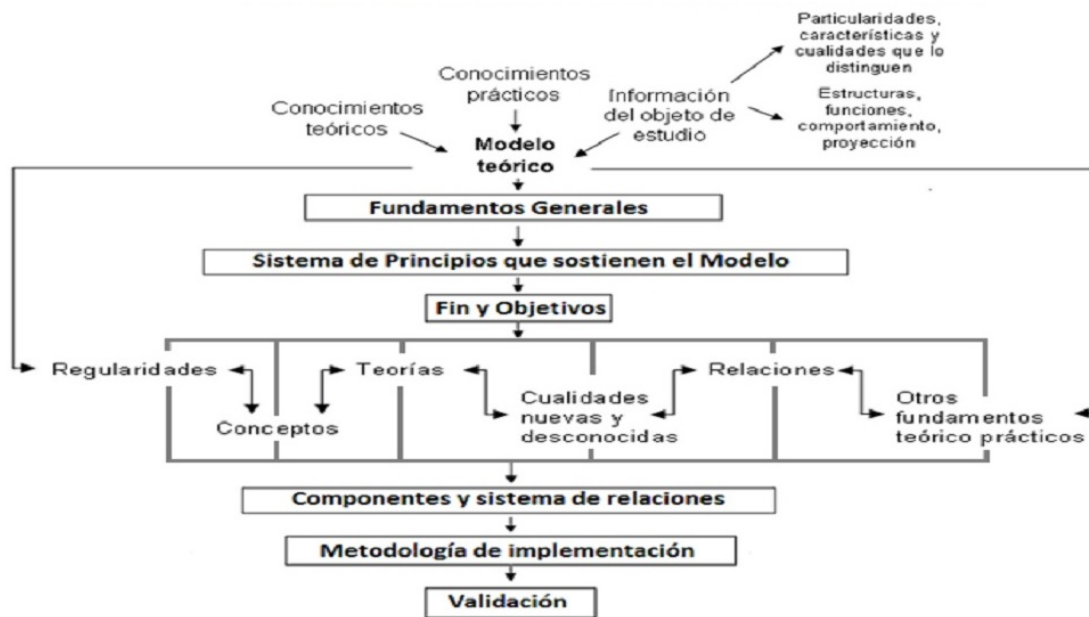 Particularidades,
características y
cualidades que lo
distinguen
Conocimientos
prácticos
Información
del objeto de
estudio
Estructuras,
funciones,
comportamiento,
proyección
Conocimientos
teóricos
Modelo
teórico
Fundamentos Generales
Sistema de Principios que sostienen el Modelo
Fin y Objetivos
Regularidades
Conceptos
Teorías
Cualidades
nuevas y
desconocidas
Relaciones
Otros
fundamentos
teórico prácticos
Componentes y sistema de relaciones
Metodología de implementación
Validación